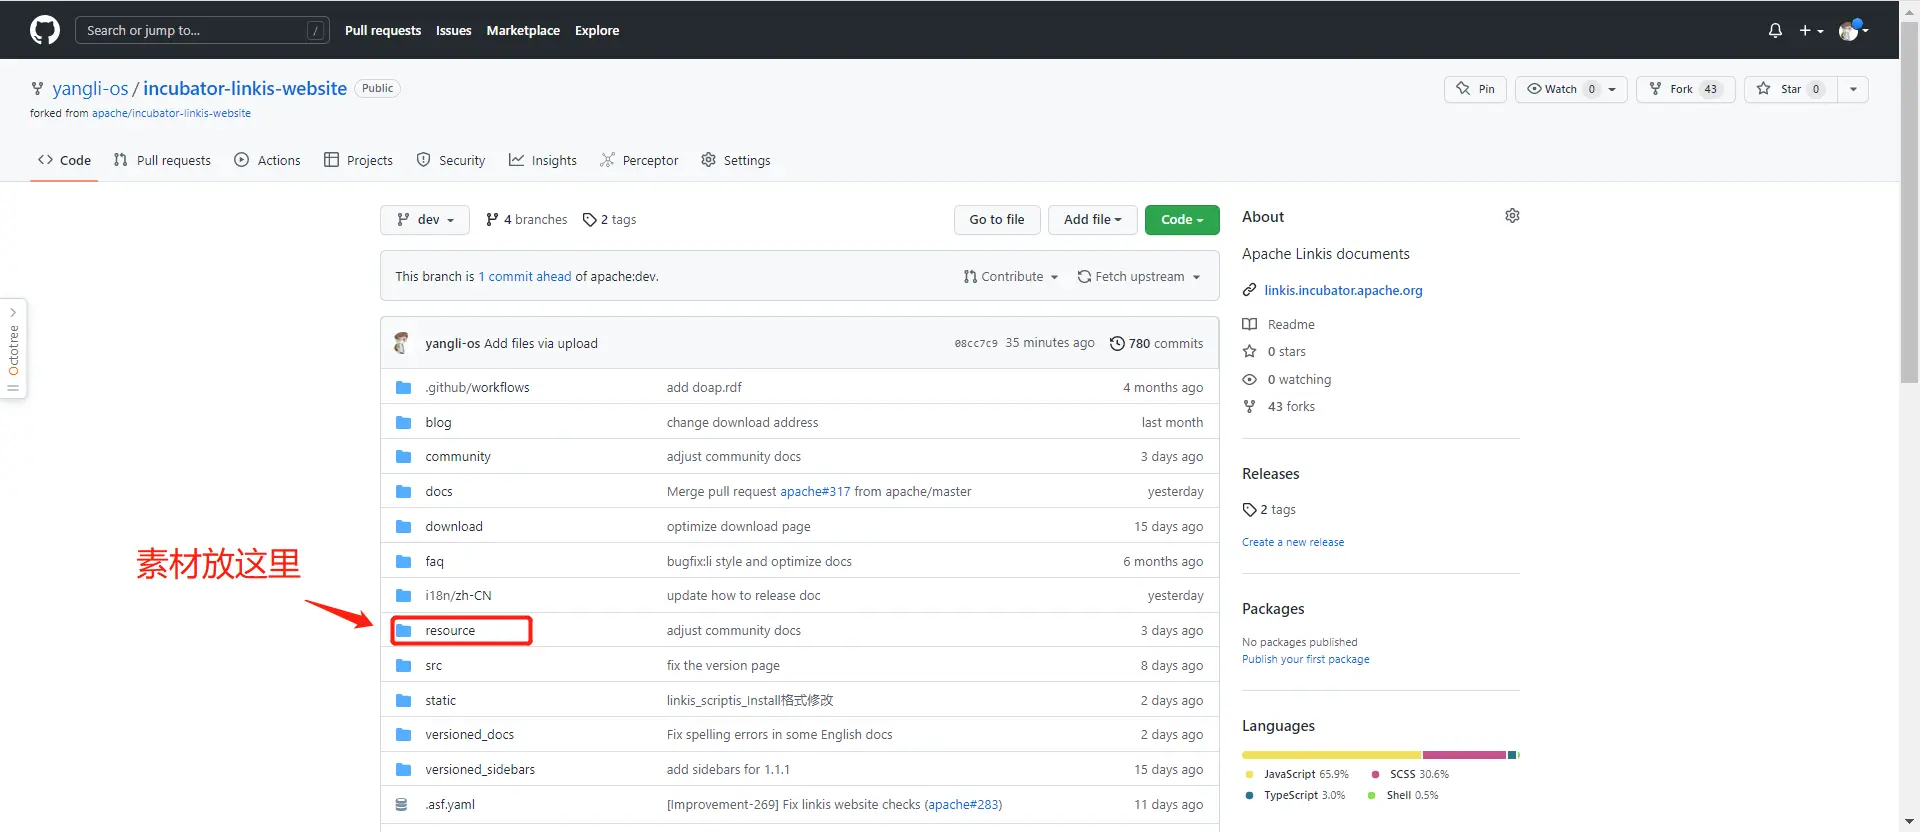 Search or jump to... /
Pull requests Issues Marketplace Explore
yangli-os / incubator-linkis-website Public
Pin Watch 0 Fork 43 Star 0
forked from apache/incubator-linkis-website
Code Pull requests Actions Projects Security Insights Perceptor Settings
dev 4 branches 2 tags Go to file Add file Code
This branch is 1 commit ahead of apache:dev. Contribute Fetch upstream
yangli-os Add files via upload 08cc7c9 35 minutes ago 780 commits
.github/workflows add doap.rdf 4 months ago
blog change download address last month
community adjust community docs 3 days ago
docs Merge pull request apache#317 from apache/master yesterday
download optimize download page 15 days ago
faq bugfix:li style and optimize docs 6 months ago
i18n/zh-CN update how to release doc yesterday
resource adjust community docs 3 days ago
src fix the version page 8 days ago
static linkis_scriptis_Install格式修改 2 days ago
versioned_docs Fix spelling errors in some English docs 2 days ago
versioned_sidebars add sidebars for 1.1.1 15 days ago
.asf.yaml [Improvement-269] Fix linkis website checks (apache#283) 11 days ago
Octotree
素材放这里
About
Apache Linkis documents
linkis.incubator.apache.org
Readme
0 stars
0 watching
43 forks
Releases
2 tags
Create a new release
Packages
No packages published
Publish your first package
Languages
JavaScript 65.9% SCSS 30.6%
TypeScript 3.0% Shell 0.5%